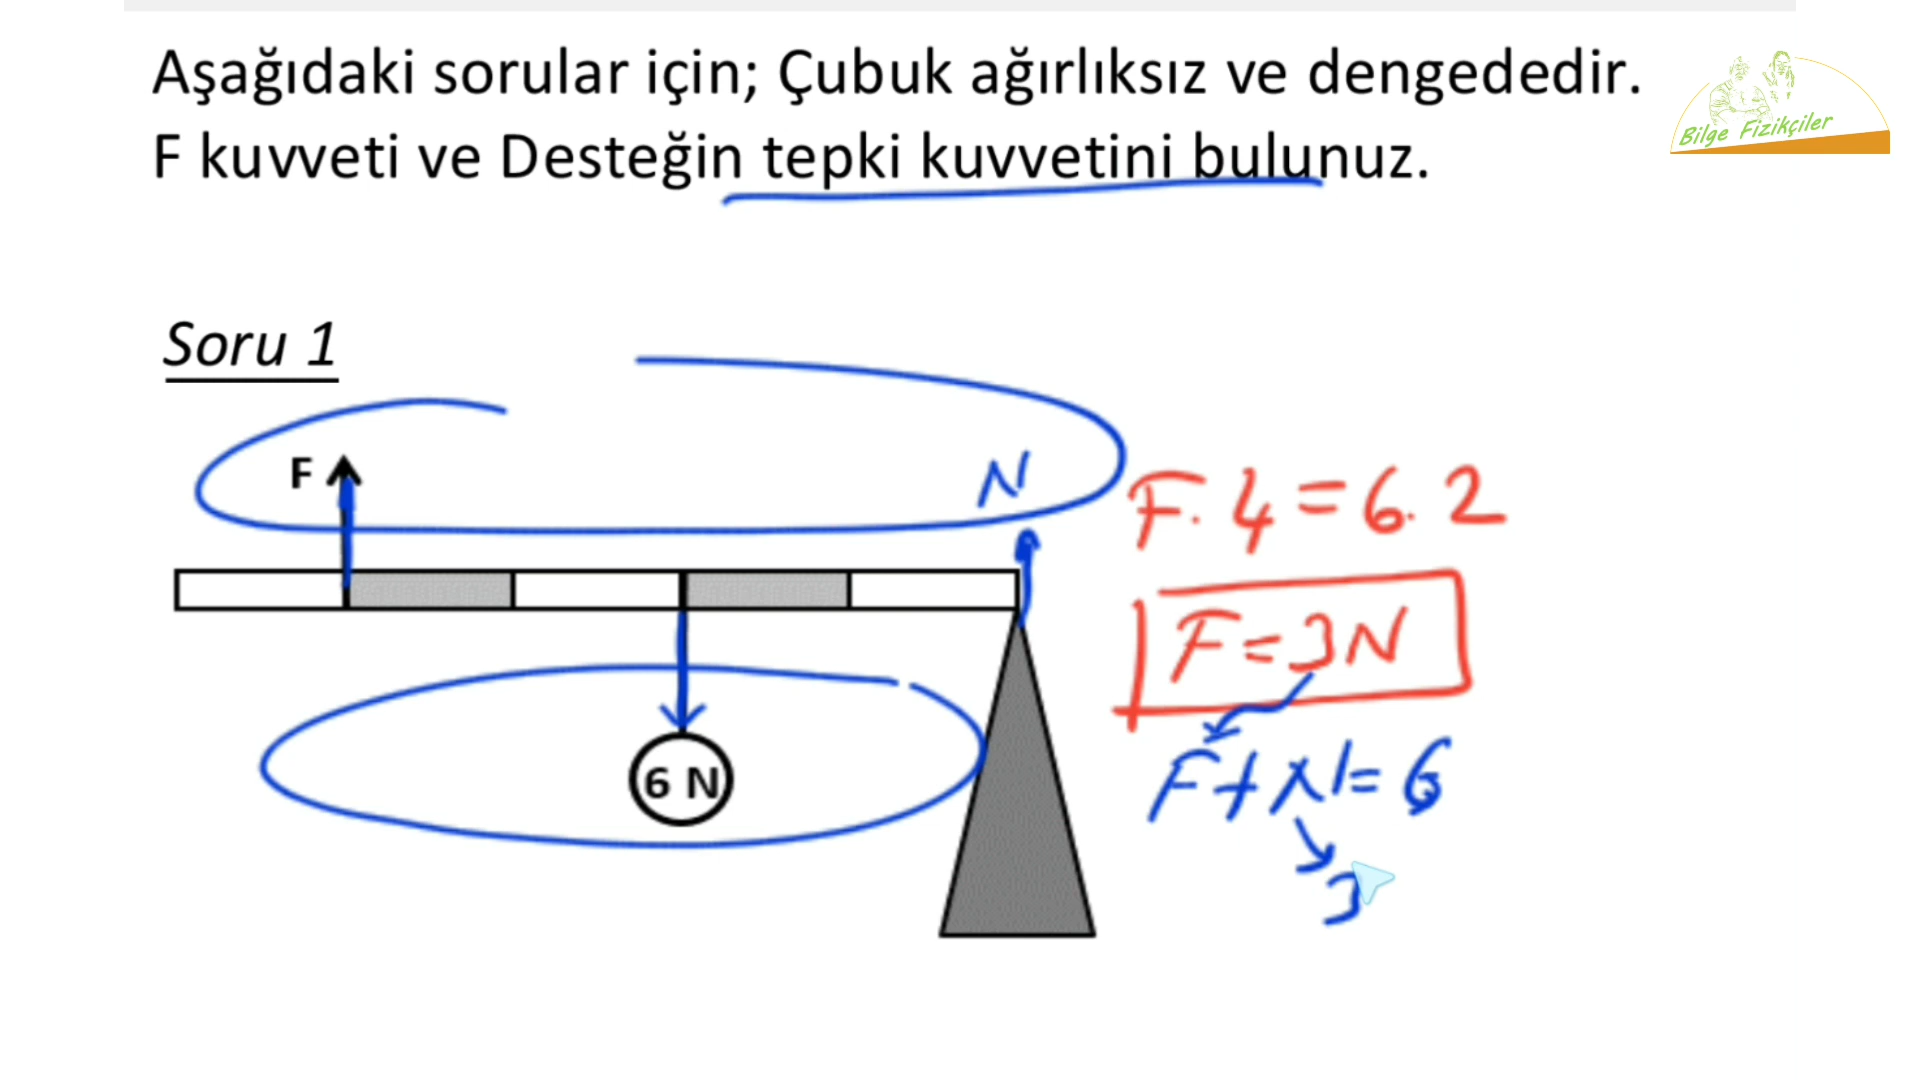 Aşağıdaki sorular için; Çubuk ağırlıksız ve dengededir.
Bilge Fizikçiler
F kuvveti ve Desteğin tepki kuvvetini bulunuz.
Soru 1
F
N
F.4=6.2
F=3N
6 N
F+N=6
3